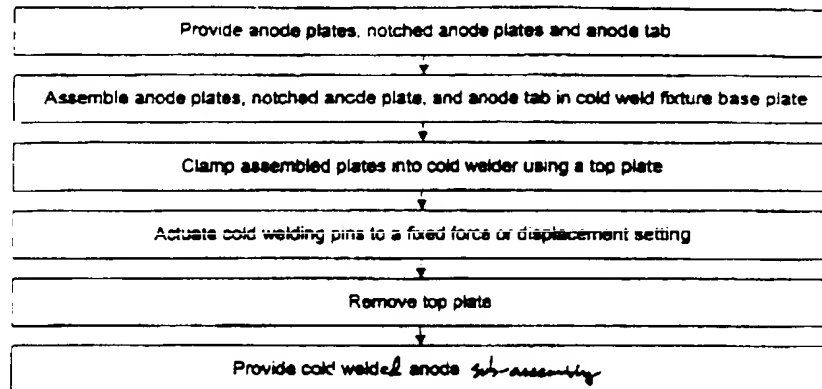 Provide anode plates, notched anode plates and anode tab
Assemble anode plates, notched anode plate, and anode tab in cold weld fixture base plate
Clamp assembled plates into cold welder using a top plate
Actuate cold welding pins to a fixed force or displacement setting
Remove top plate
Provide cold welded anode sub-assembly